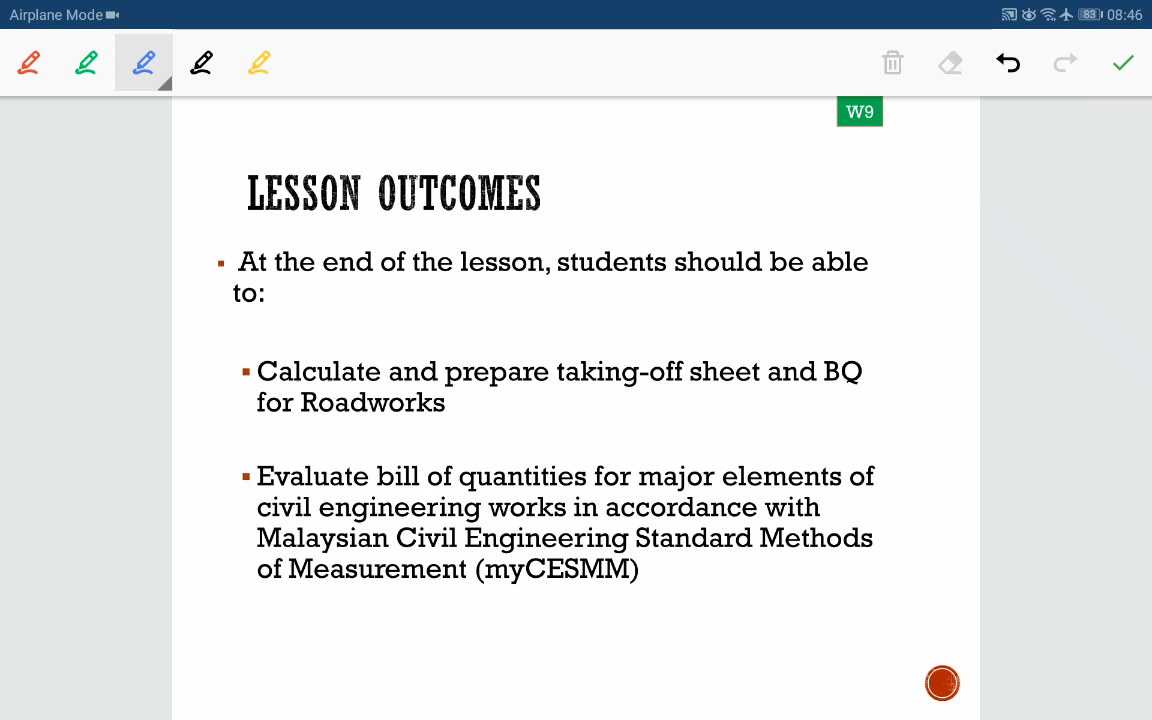 Airplane Mode
83 08:46
W9
LESSON OUTCOMES
At the end of the lesson, students should be able
to:
Calculate and prepare taking-off sheet and BQ
for Roadworks
Evaluate bill of quantities for major elements of
civil engineering works in accordance with
Malaysian Civil Engineering Standard Methods
of Measurement (myCESMM)